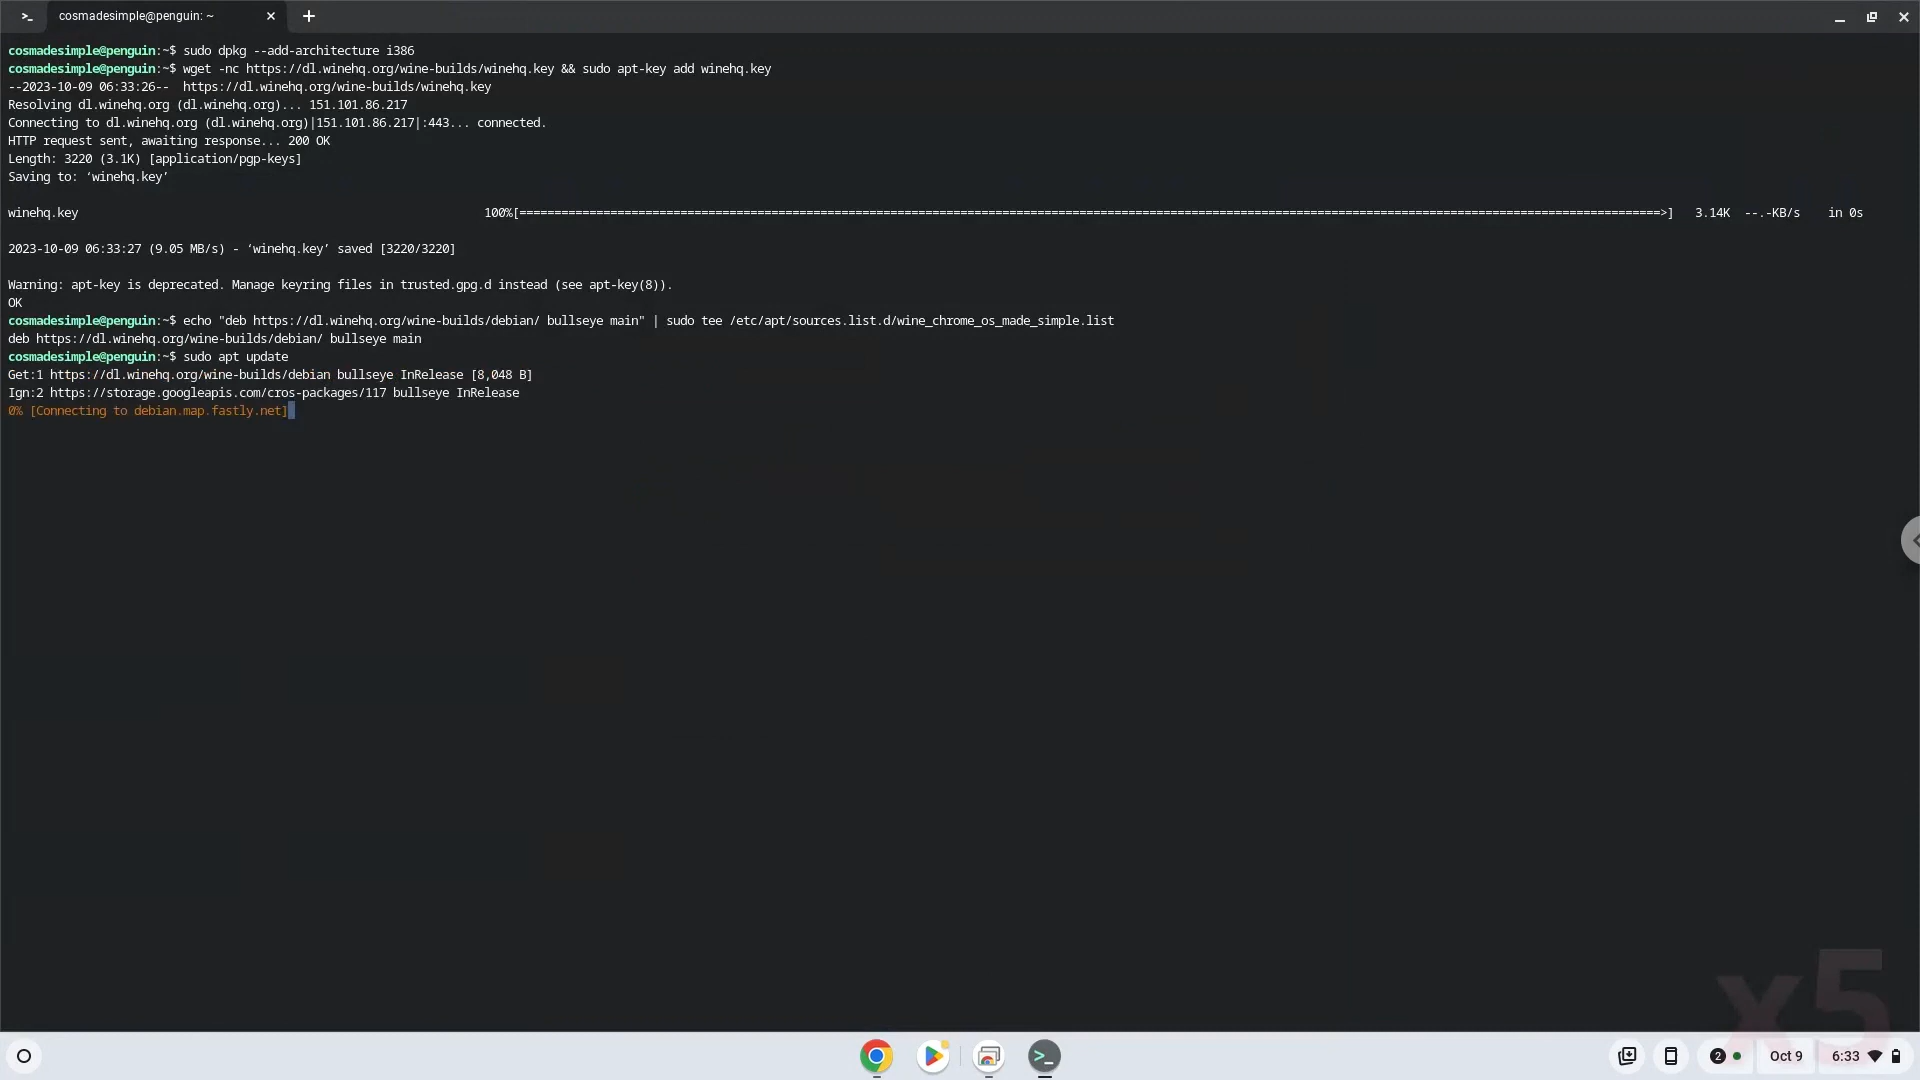 >_ cosmadesimple@penguin: ~ × +
cosmadesimple@penguin:~$ sudo dpkg --add-architecture i386
cosmadesimple@penguin:~$ wget -nc https://dl.winehq.org/wine-builds/winehq.key && sudo apt-key add winehq.key
--2023-10-09 06:33:26--  https://dl.winehq.org/wine-builds/winehq.key
Resolving dl.winehq.org (dl.winehq.org)... 151.101.86.217
Connecting to dl.winehq.org (dl.winehq.org)|151.101.86.217|:443... connected.
HTTP request sent, awaiting response... 200 OK
Length: 3220 (3.1K) [application/pgp-keys]
Saving to: ‘winehq.key’
winehq.key 100%[===================================================>] 3.14K --.-KB/s in 0s
2023-10-09 06:33:27 (9.05 MB/s) - ‘winehq.key’ saved [3220/3220]
Warning: apt-key is deprecated. Manage keyring files in trusted.gpg.d instead (see apt-key(8)).
OK
cosmadesimple@penguin:~$ echo "deb https://dl.winehq.org/wine-builds/debian/ bullseye main" | sudo tee /etc/apt/sources.list.d/wine_chrome_os_made_simple.list
deb https://dl.winehq.org/wine-builds/debian/ bullseye main
cosmadesimple@penguin:~$ sudo apt update
Get:1 https://dl.winehq.org/wine-builds/debian bullseye InRelease [8,048 B]
Ign:2 https://storage.googleapis.com/cros-packages/117 bullseye InRelease
0% [Connecting to debian.map.fastly.net]
x5
2 Oct 9 6:33